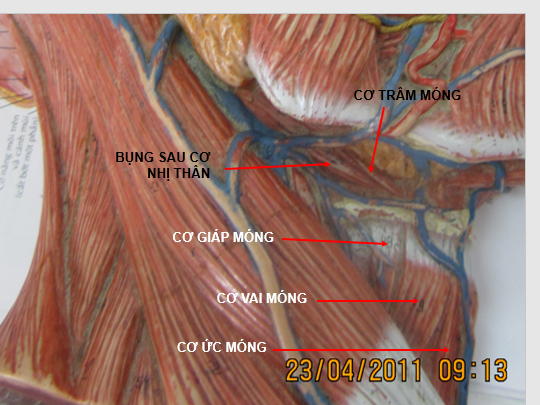 CƠ TRÂM MÓNG
BỤNG SAU CƠ
NHỊ THÂN
CƠ GIÁP MÓNG
CƠ VAI MÓNG
CƠ ỨC MÓNG
23/04/2011 09:13